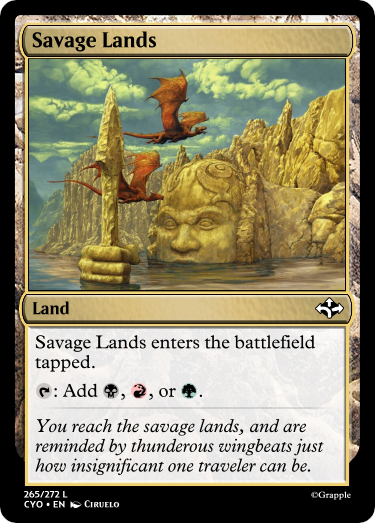 Savage Lands
Land
Savage Lands enters the battlefield
tapped.
: Add , , or .
You reach the savage lands, and are
reminded by thunderous wingbeats just
how insignificant one traveler can be.
265/272 L
CYO • EN Ciruelo
©Grapple